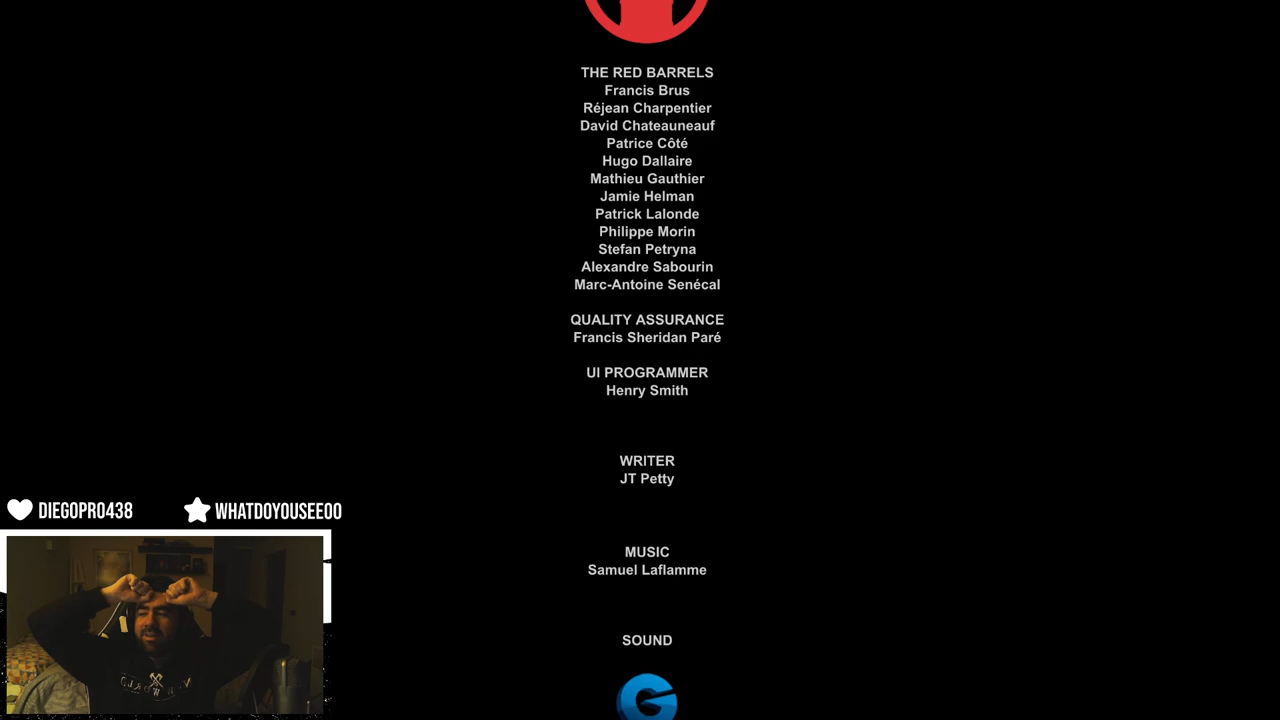 THE RED BARRELS
Francis Brus
Réjean Charpentier
David Chateauneuf
Patrice Côté
Hugo Dallaire
Mathieu Gauthier
Jamie Helman
Patrick Lalonde
Philippe Morin
Stefan Petryna
Alexandre Sabourin
Marc-Antoine Senécal
QUALITY ASSURANCE
Francis Sheridan Paré
UI PROGRAMMER
Henry Smith
WRITER
JT Petty
MUSIC
Samuel Laflamme
SOUND
G
DIEGOPRO438
WHATDOYOUSEEOO